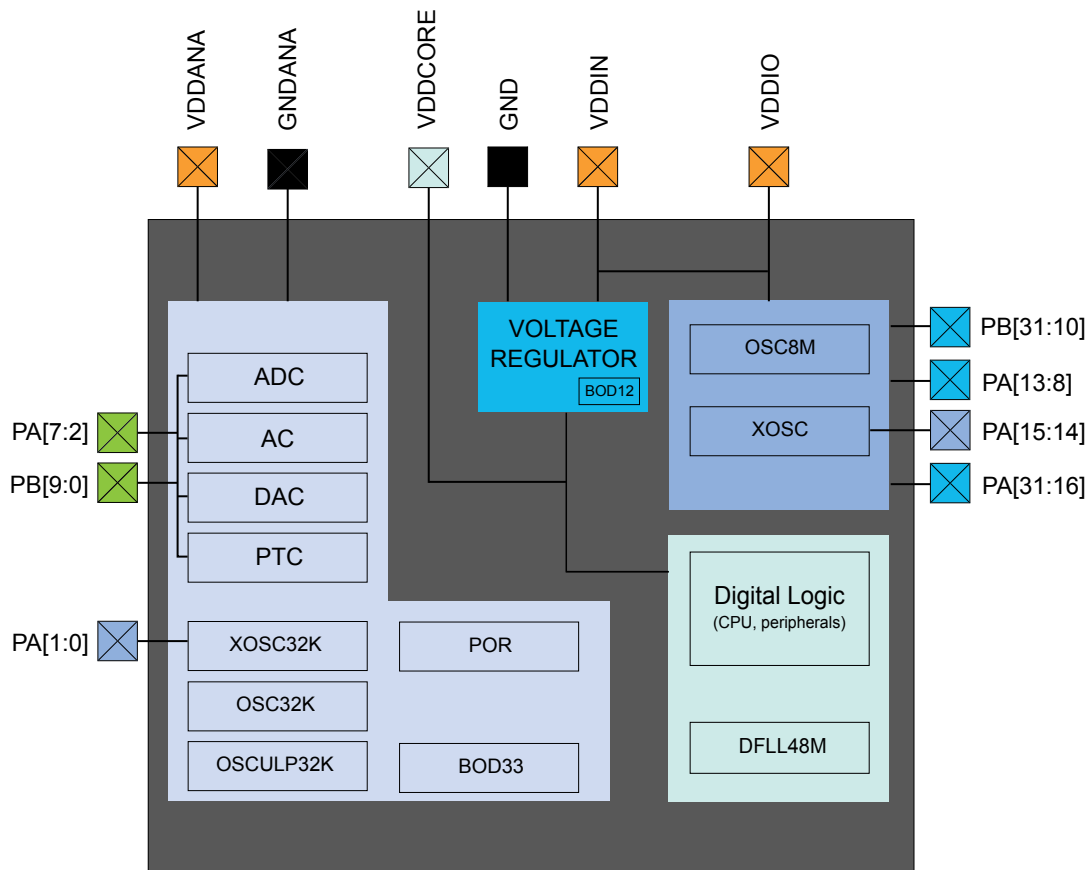 VDDANA
GNDANA
VDDCORE
GND
VDDIN
VDDIO
VOLTAGE
REGULATOR
BOD12
OSC8M
XOSC
PB[31:10]
PA[13:8]
PA[15:14]
PA[31:16]
ADC
AC
DAC
PTC
PA[7:2]
PB[9:0]
PA[1:0]
XOSC32K
OSC32K
OSCULP32K
POR
BOD33
Digital Logic
(CPU, peripherals)
DFLL48M